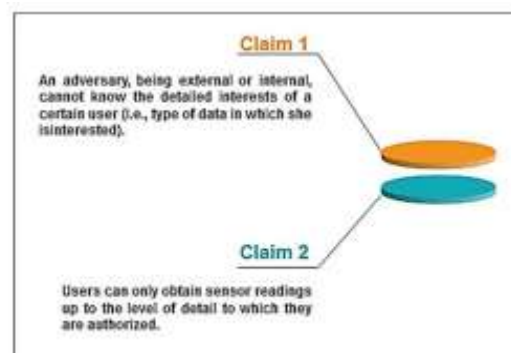 Claim 1
An adversary, being external or internal,
cannot know the detailed interests of a
certain user (i.e., type of data in which she
isinterested).
Claim 2
Users can only obtain sensor readings
up to the level of detail to which they
are authorized.